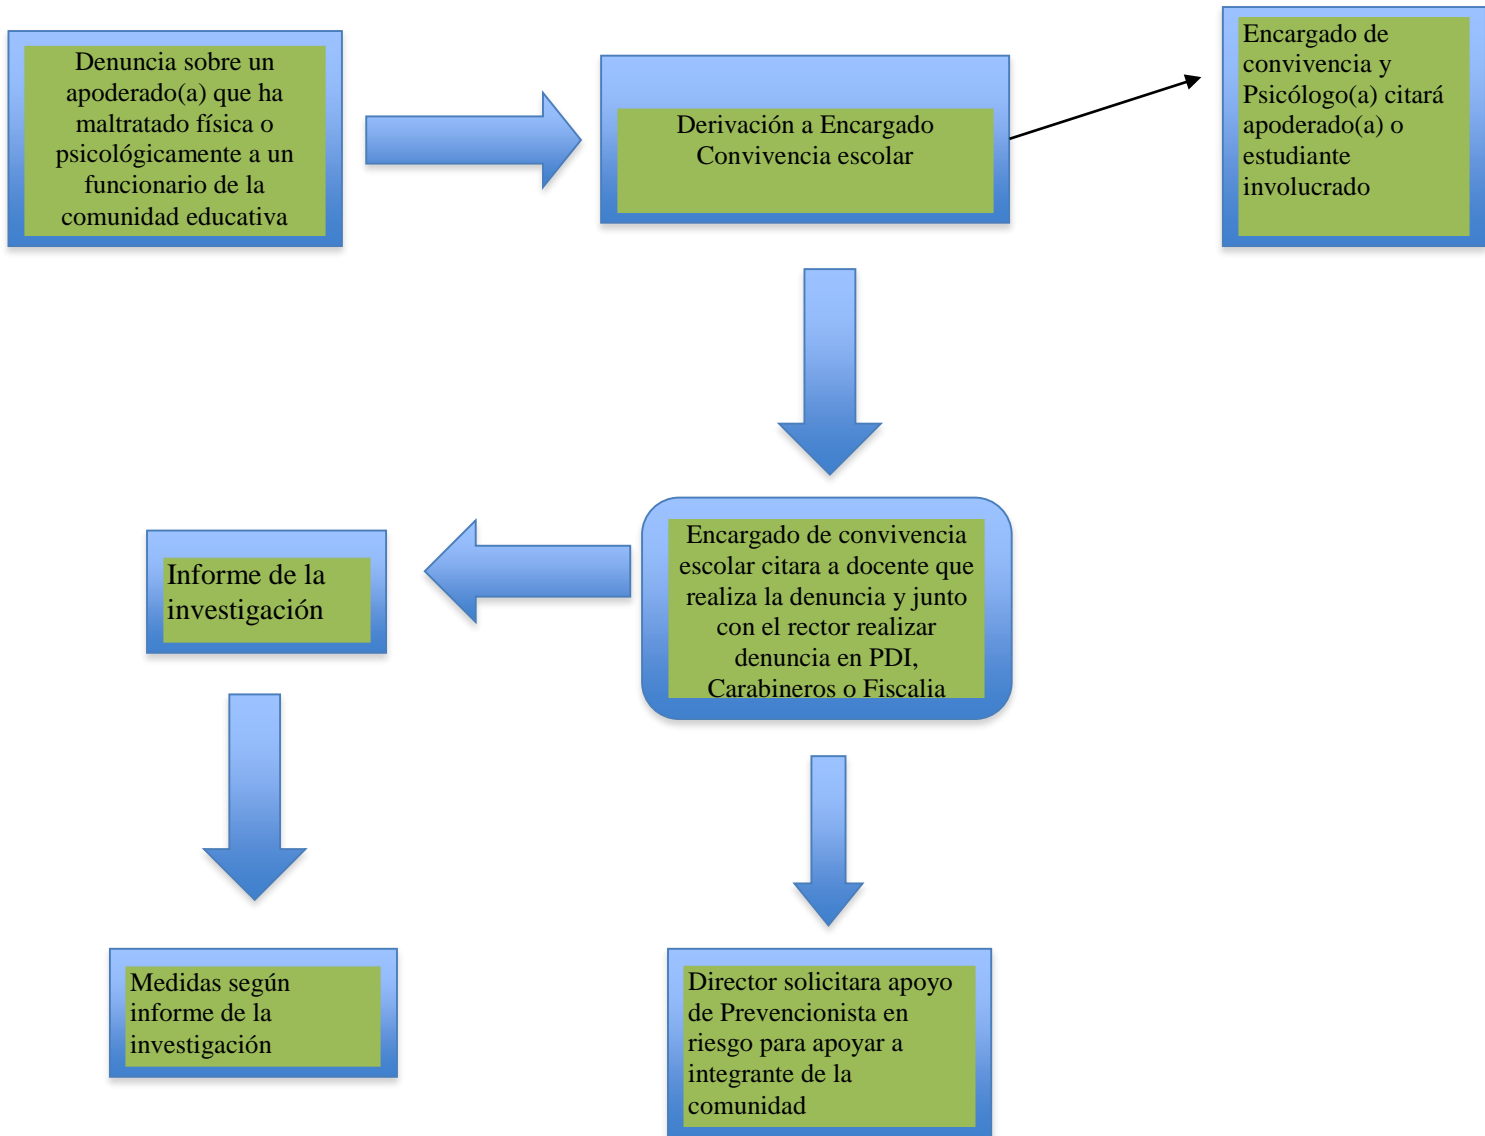 Denuncia sobre un
apoderado(a) que ha
maltratado física o
psicológicamente a un
funcionario de la
comunidad educativa
Derivación a Encargado
Convivencia escolar
Encargado de
convivencia y
Psicólogo(a) citará
apoderado(a) o
estudiante
involucrado
Informe de la
investigación
Encargado de convivencia
escolar citara a docente que
realiza la denuncia y junto
con el rector realizar
denuncia en PDI,
Carabineros o Fiscalia
Medidas según
informe de la
investigación
Director solicitara apoyo
de Prevencionista en
riesgo para apoyar a
integrante de la
comunidad